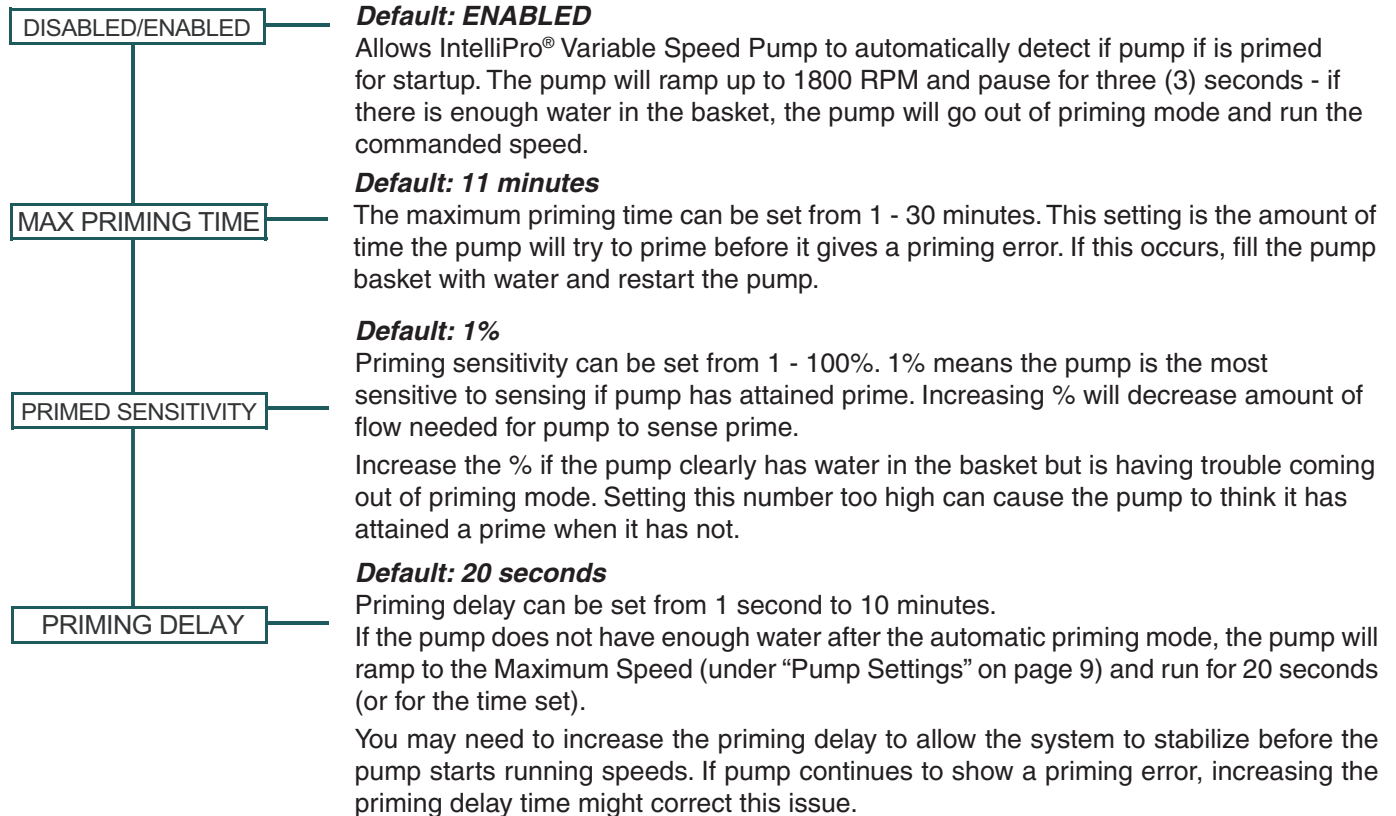 DISABLED/ENABLED
Default: ENABLED
Allows IntelliPro® Variable Speed Pump to automatically detect if pump if is primed
for startup. The pump will ramp up to 1800 RPM and pause for three (3) seconds - if
there is enough water in the basket, the pump will go out of priming mode and run the
commanded speed.
MAX PRIMING TIME
Default: 11 minutes
The maximum priming time can be set from 1 - 30 minutes. This setting is the amount of
time the pump will try to prime before it gives a priming error. If this occurs, fill the pump
basket with water and restart the pump.
PRIMED SENSITIVITY
Default: 1%
Priming sensitivity can be set from 1 - 100%. 1% means the pump is the most
sensitive to sensing if pump has attained prime. Increasing % will decrease amount of
flow needed for pump to sense prime.
Increase the % if the pump clearly has water in the basket but is having trouble coming
out of priming mode. Setting this number too high can cause the pump to think it has
attained a prime when it has not.
PRIMING DELAY
Default: 20 seconds
Priming delay can be set from 1 second to 10 minutes.
If the pump does not have enough water after the automatic priming mode, the pump will
ramp to the Maximum Speed (under “Pump Settings” on page 9) and run for 20 seconds
(or for the time set).
You may need to increase the priming delay to allow the system to stabilize before the
pump starts running speeds. If pump continues to show a priming error, increasing the
priming delay time might correct this issue.